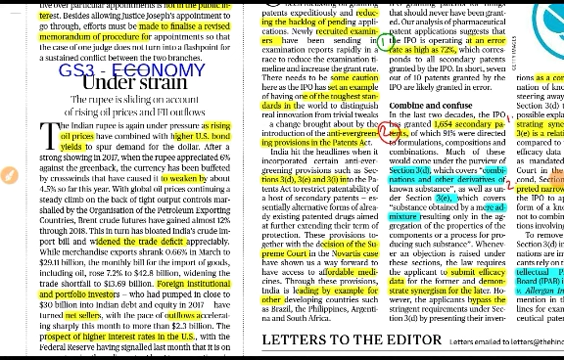 five over particular appointments is not in the public in-
terest. Besides allowing Justice Joseph's appointment to
go through, efforts must be made to finalise a revised
memorandum of procedure for appointments so that
the case of one judge does not turn into a flashpoint for
a sustained conflict between the two branches.
GS3 - ECONOMY
Under strain
The rupee is sliding on account
of rising oil prices and FII outflows
The Indian rupee is again under pressure as rising
oil prices have combined with higher U.S. bond
yields to spur demand for the dollar. After a
strong showing in 2017, when the rupee appreciated 6%
against the greenback, the currency has been buffeted
by crosswinds that have caused it to weaken by about
4.5% so far this year. With global oil prices continuing a
steady climb on the back of tight output controls mar-
shalled by the Organisation of the Petroleum Exporting
Countries, Brent crude futures have gained almost 12%
through 2018. This in turn has bloated India's crude im-
port bill and widened the trade deficit appreciably.
While merchandise exports shrank 0.66% in March to
$29.11 billion, the monthly bill for the import of goods,
including oil, rose 7.2% to $42.8 billion, widening the
trade shortfall to $13.69 billion. Foreign institutional
and portfolio investors — who had pumped in close to
$30 billion into Indian debt and equity in 2017 — have
turned net sellers, with the pace of outflows accelerat-
ing sharply this month to more than $2.3 billion. The
prospect of higher interest rates in the U.S., with the
Federal Reserve having signalled last month that it is on
patents expeditiously and reduc-
ing the backlog of pending appli-
cations. Newly recruited examin-
ers have been sending in
examination reports rapidly in a
race to reduce the examination ti-
meline and increase the grant rate.
There needs to be some caution
here as the IPO has set an example
of having one of the toughest stan-
dards in the world to distinguish
real innovation from trivial tweaks
- a change brought about by the
introduction of the anti-evergreen-
ing provisions in the Patents Act.
India hit the headlines when it
incorporated certain anti-ever-
greening provisions such as Sec-
tions 3(d), 3(e) and 3(i) into the Pa-
tents Act to restrict patentability of
a host of secondary patents — es-
sentially alternative forms of alrea-
dy existing patented drugs aimed
at further extending their term of
protection. These provisions to-
gether with the decision of the Su-
preme Court in the Novartis case
have shown us a way forward to
have access to affordable medi-
cines. Through these provisions,
India is leading by example for
other developing countries such
as Brazil, the Philippines, Argenti-
na and South Africa.
that should never have been grant-
ed. Our analysis of pharmaceutical
patent applications suggests that
the IPO is operating at an error
rate as high as 72%, which corres-
ponds to all secondary patents
granted by the IPO. In short, seven
out of 10 patents granted by the
IPO are likely granted in error.
Combine and confuse
In the last two decades, the IPO
has granted 1,654 secondary pa-
tents, of which 91% were directed
to formulations, compositions and
combinations. Much of these
would come under the purview of
Section 3(d), which covers "combi-
nations and other derivatives of
known substance", as well as un-
der Section 3(e), which covers
"substance obtained by a mere ad-
mixture resulting only in the ag-
gregation of the properties of the
components or a process for pro-
ducing such substance". Whenev-
er an objection is raised under
these sections, the law requires
the applicant to submit efficacy
data for the former and demon-
strate synergism for the later. Ho-
wever, the applicants bypass the
stringent requirements under Sec-
tion 3(d) by presenting their inven-
GETTY IMAGES
LETTERS TO THE EDITOR
Letters emailed to letters@thehin